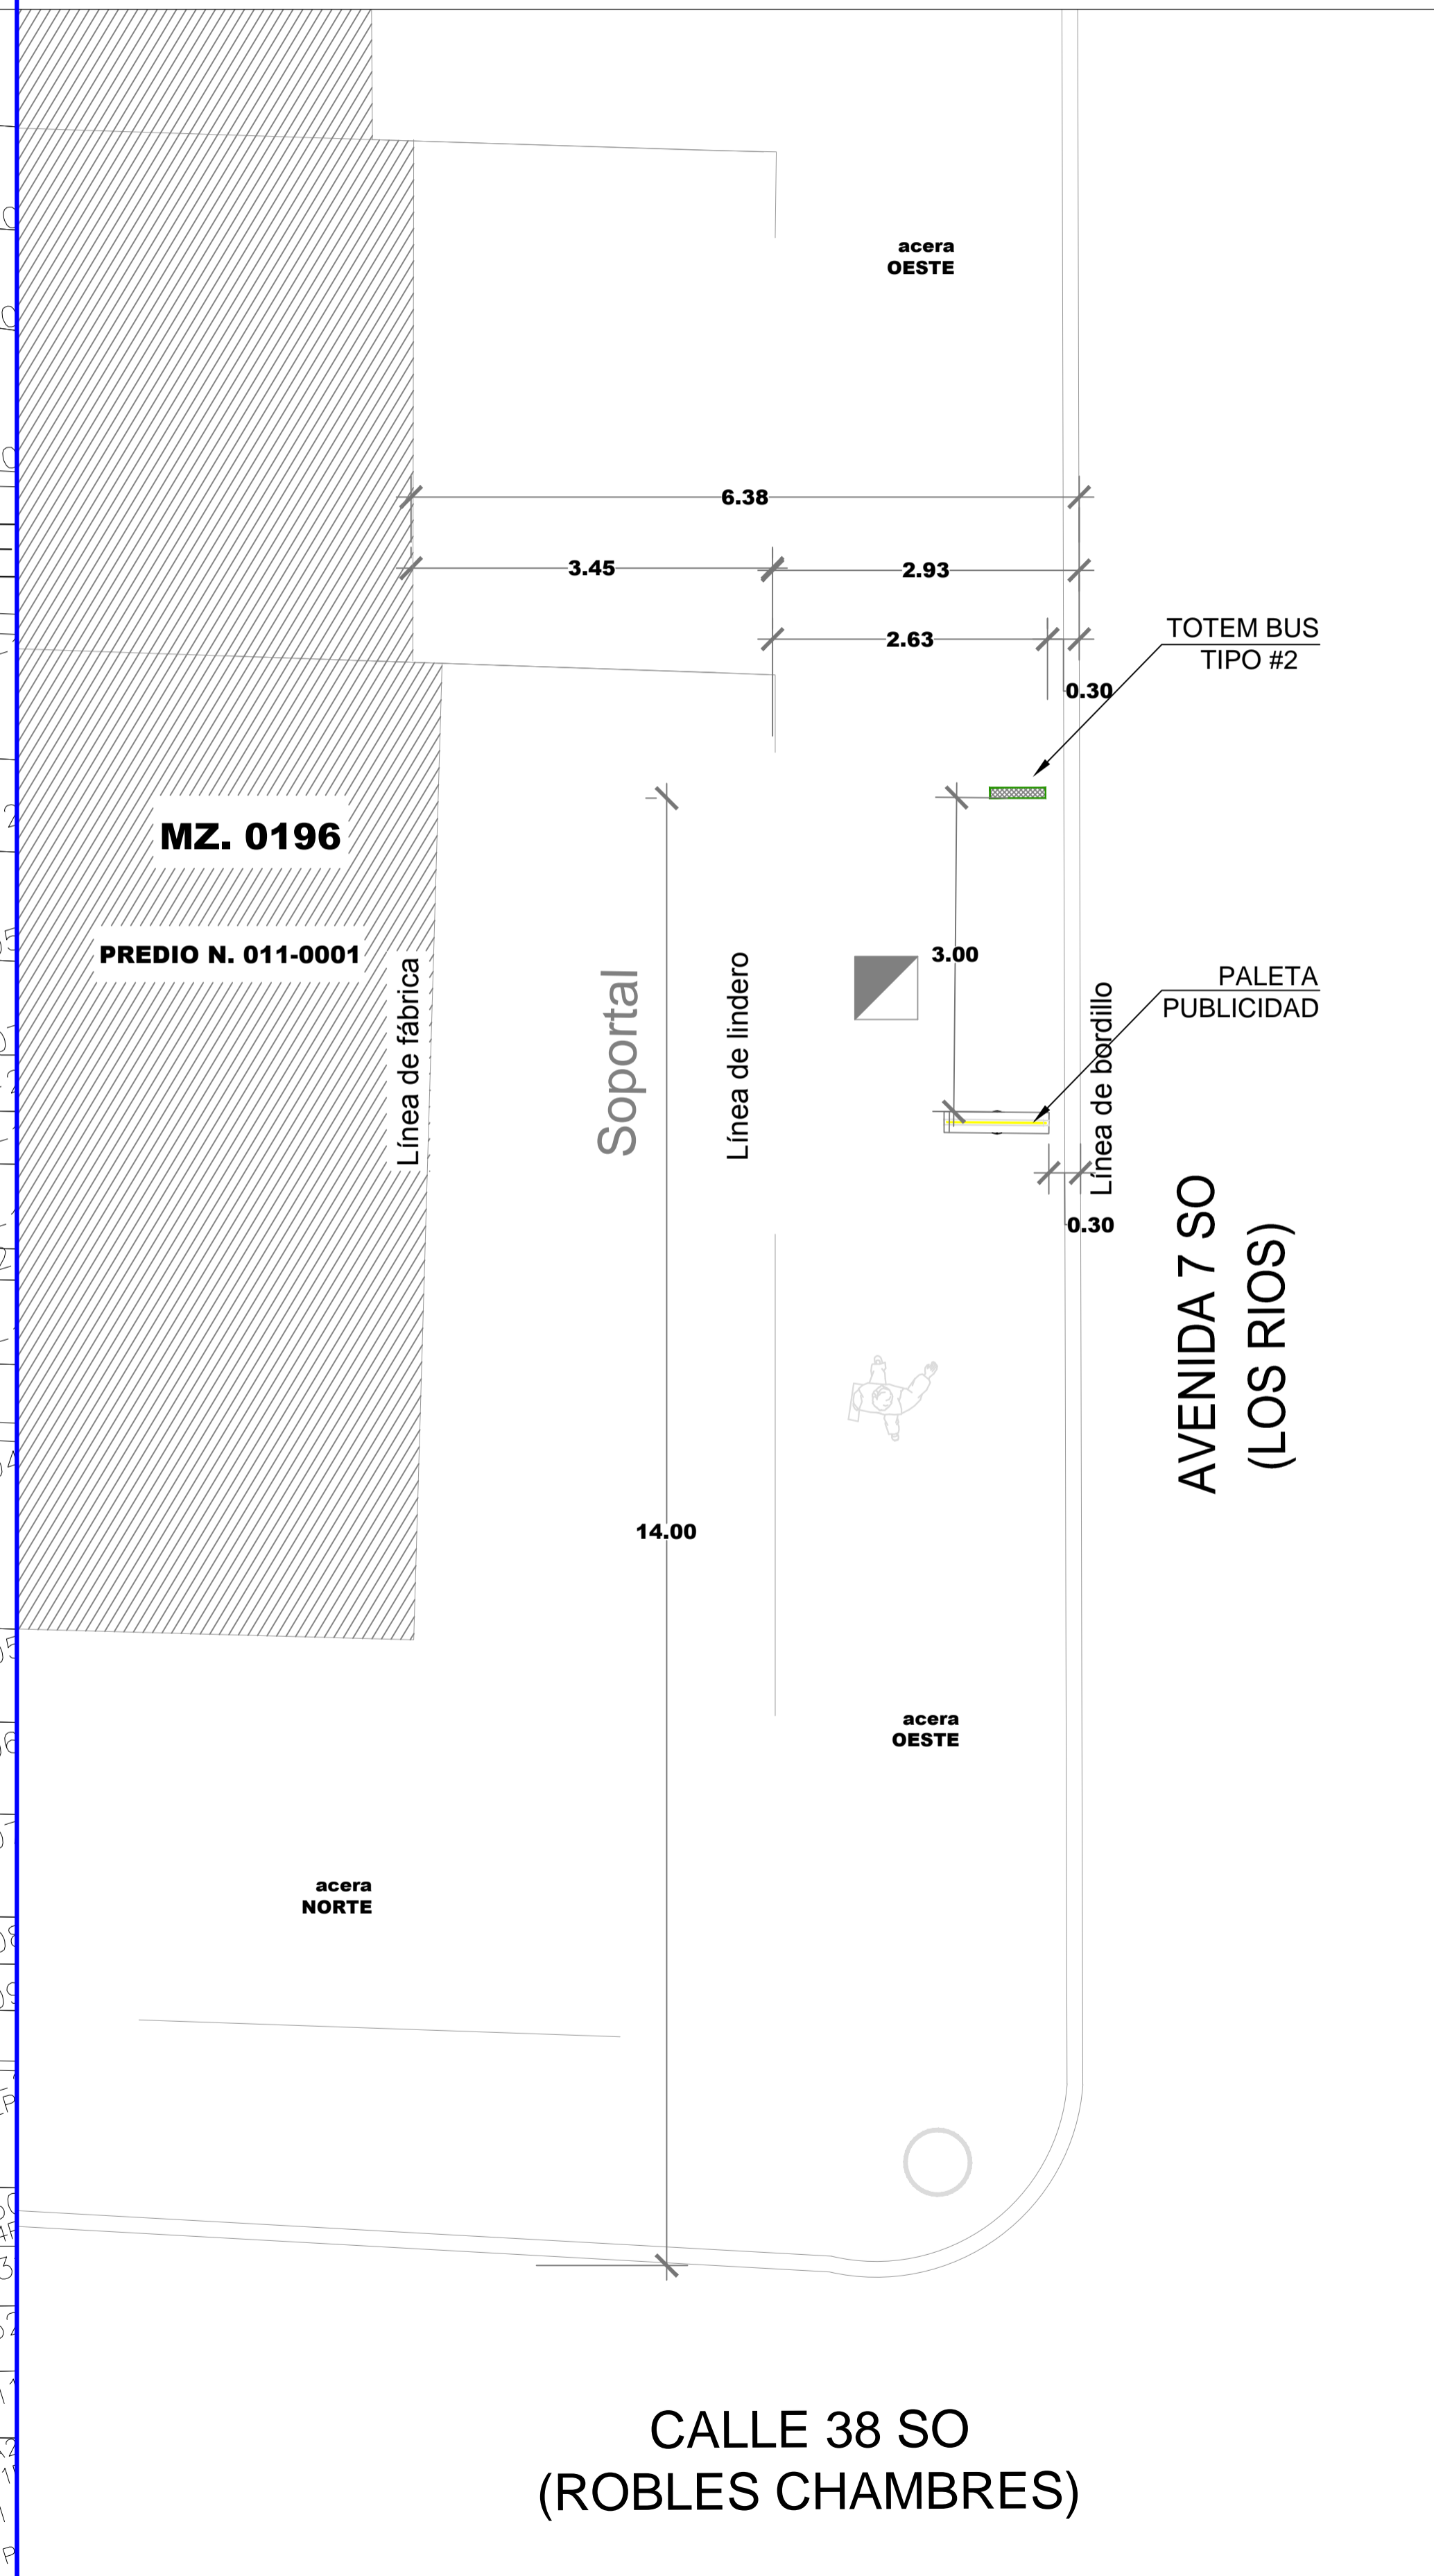 acera
OESTE
6.38
3.45
2.93
2.63
0.30
TOTEM BUS
TIPO #2
MZ. 0196
PREDIO N. 011-0001
Línea de fábrica
Soportal
Línea de lindero
3.00
PALETA
PUBLICIDAD
Línea de bordillo
0.30
AVENIDA 7 SO
(LOS RIOS)
14.00
acera
OESTE
acera
NORTE
CALLE 38 SO
(ROBLES CHAMBRES)